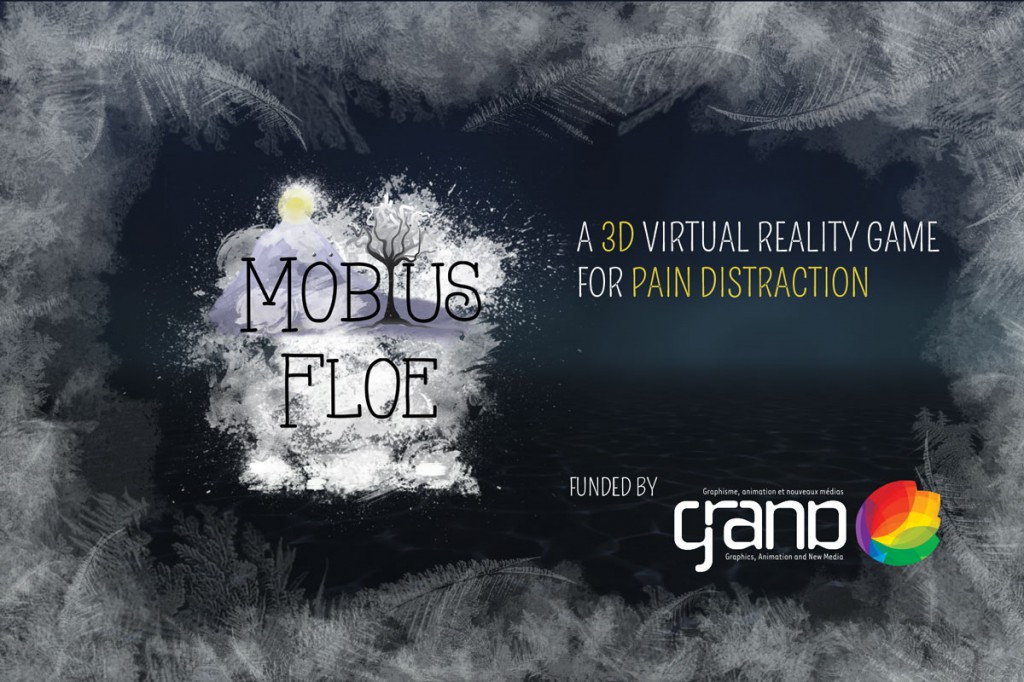 MOBIUS
FLOE
A 3D VIRTUAL REALITY GAME
FOR PAIN DISTRACTION
FUNDED BY
Graphisme, animation et nouveaux médias
grand
Graphics, Animation and New Media